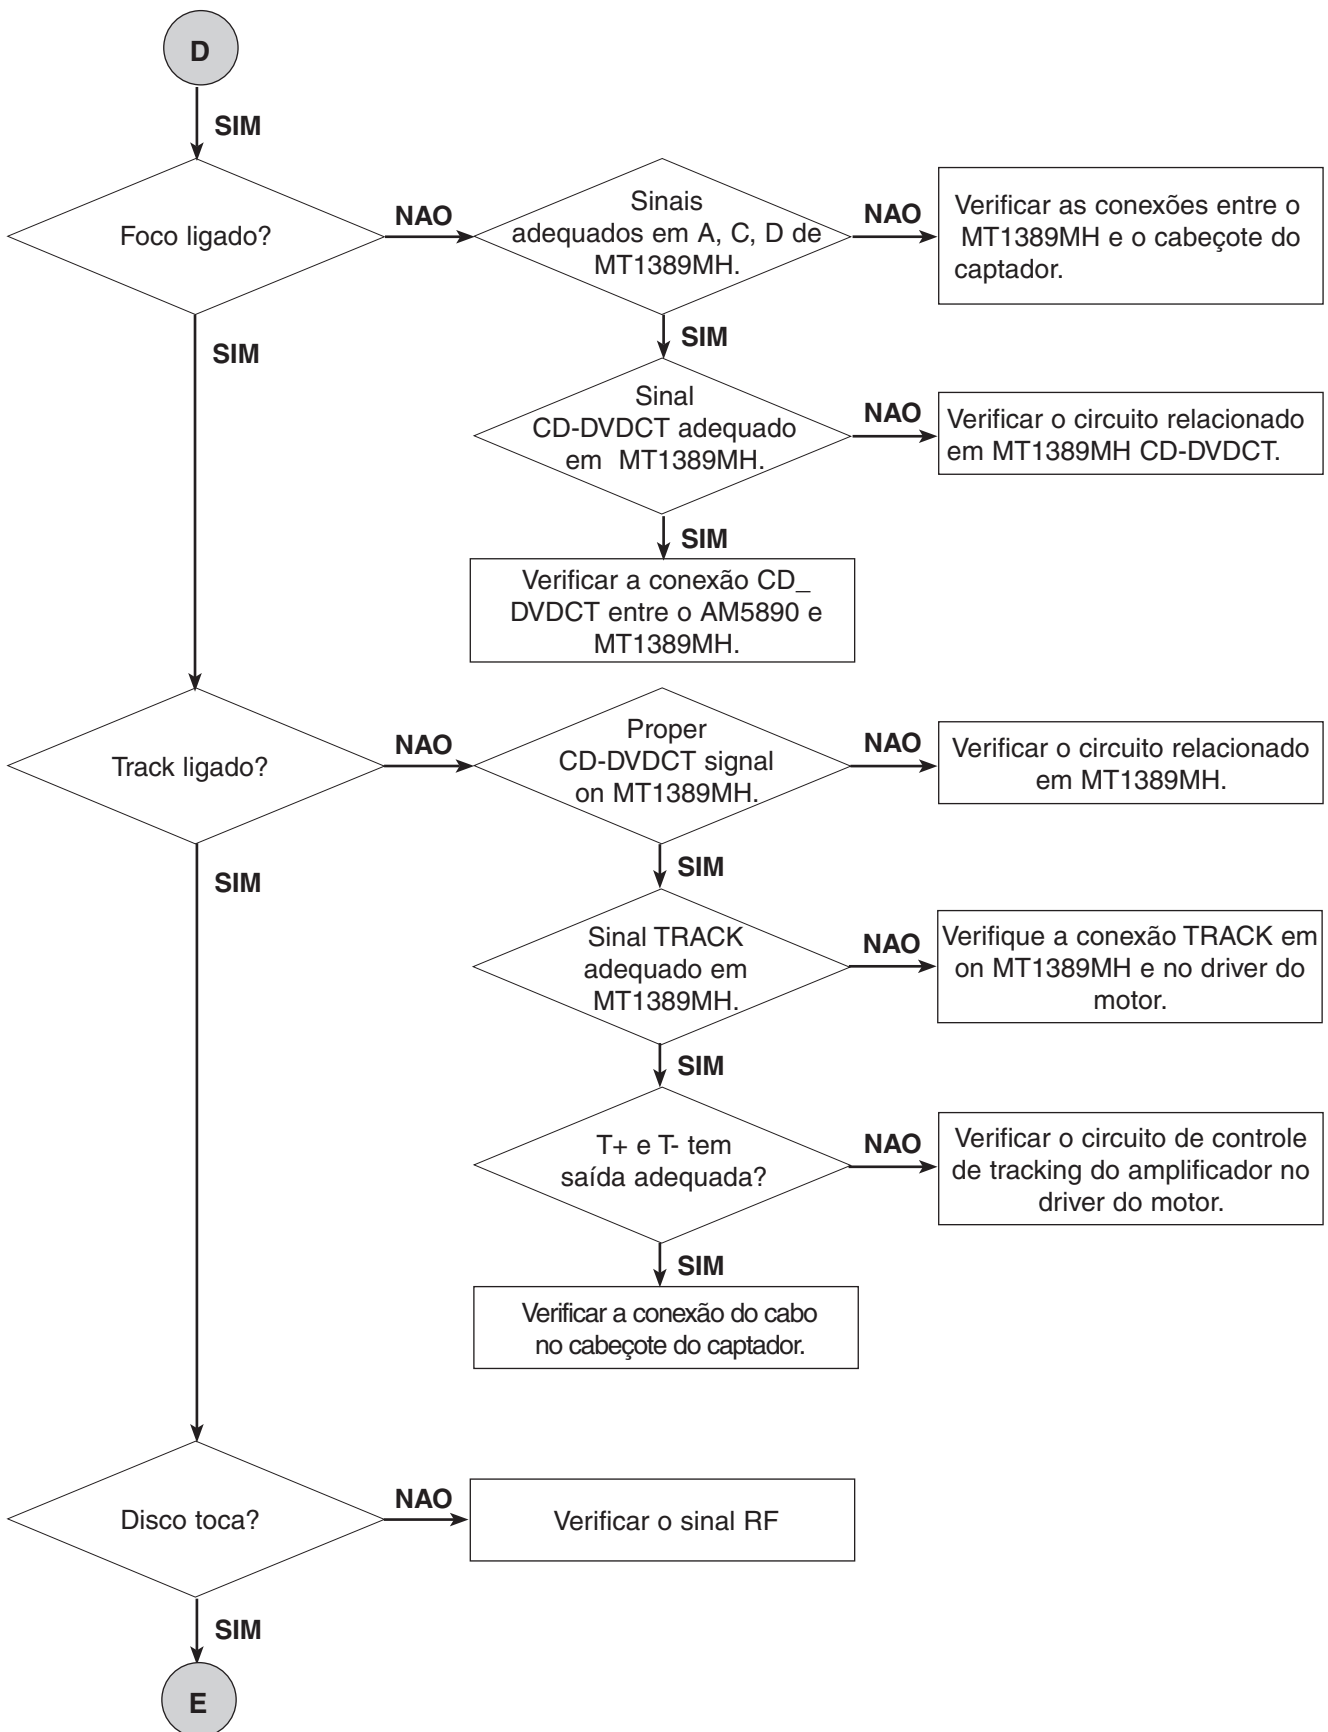 D
SIM
Foco ligado?
NAO
Sinais
adequados em A, C, D de
MT1389MH.
NAO
Verificar as conexões entre o
MT1389MH e o cabeçote do
captador.
SIM
SIM
Sinal
CD-DVDCT adequado
em MT1389MH.
NAO
Verificar o circuito relacionado
em MT1389MH CD-DVDCT.
SIM
Verificar a conexão CD_
DVDCT entre o AM5890 e
MT1389MH.
Track ligado?
NAO
Proper
CD-DVDCT signal
on MT1389MH.
NAO
Verificar o circuito relacionado
em MT1389MH.
SIM
SIM
Sinal TRACK
adequado em
MT1389MH.
NAO
Verifique a conexão TRACK em
on MT1389MH e no driver do
motor.
SIM
T+ e T- tem
saída adequada?
NAO
Verificar o circuito de controle
de tracking do amplificador no
driver do motor.
SIM
Verificar a conexão do cabo
no cabeçote do captador.
Disco toca?
NAO
Verificar o sinal RF
SIM
E